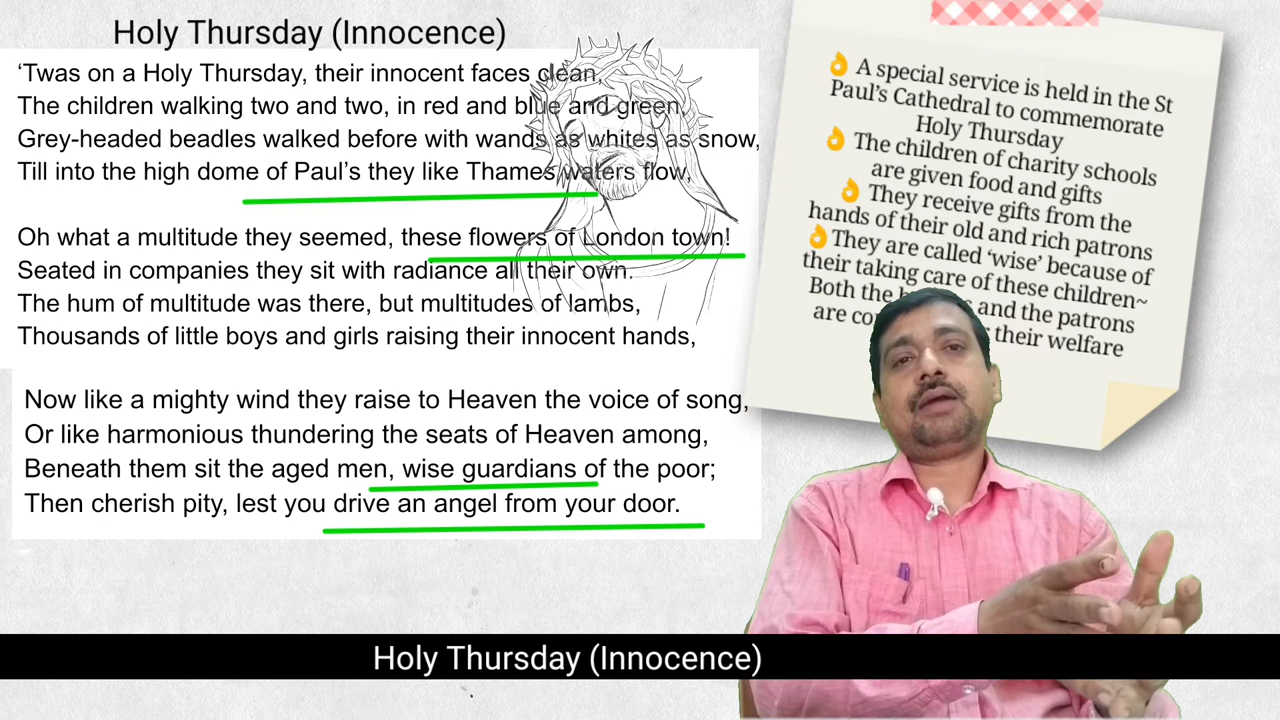 Holy Thursday (Innocence)
‘Twas on a Holy Thursday, their innocent faces clean,
The children walking two and two, in red and blue and green,
Grey-headed beadles walked before with wands as whites as snow,
Till into the high dome of Paul’s they like Thames waters flow,
Oh what a multitude they seemed, these flowers of London town!
Seated in companies they sit with radiance all their own.
The hum of multitude was there, but multitudes of lambs,
Thousands of little boys and girls raising their innocent hands,
Now like a mighty wind they raise to Heaven the voice of song,
Or like harmonious thundering the seats of Heaven among,
Beneath them sit the aged men, wise guardians of the poor;
Then cherish pity, lest you drive an angel from your door.
👌 A special service is held in the St
Paul’s Cathedral to commemorate
Holy Thursday
👌 The children of charity schools
are given food and gifts
👌 They receive gifts from the
hands of their old and rich patrons
👌They are called ‘wise’ because of
their taking care of these children~
Both the and the patrons
are their welfare
Holy Thursday (Innocence)